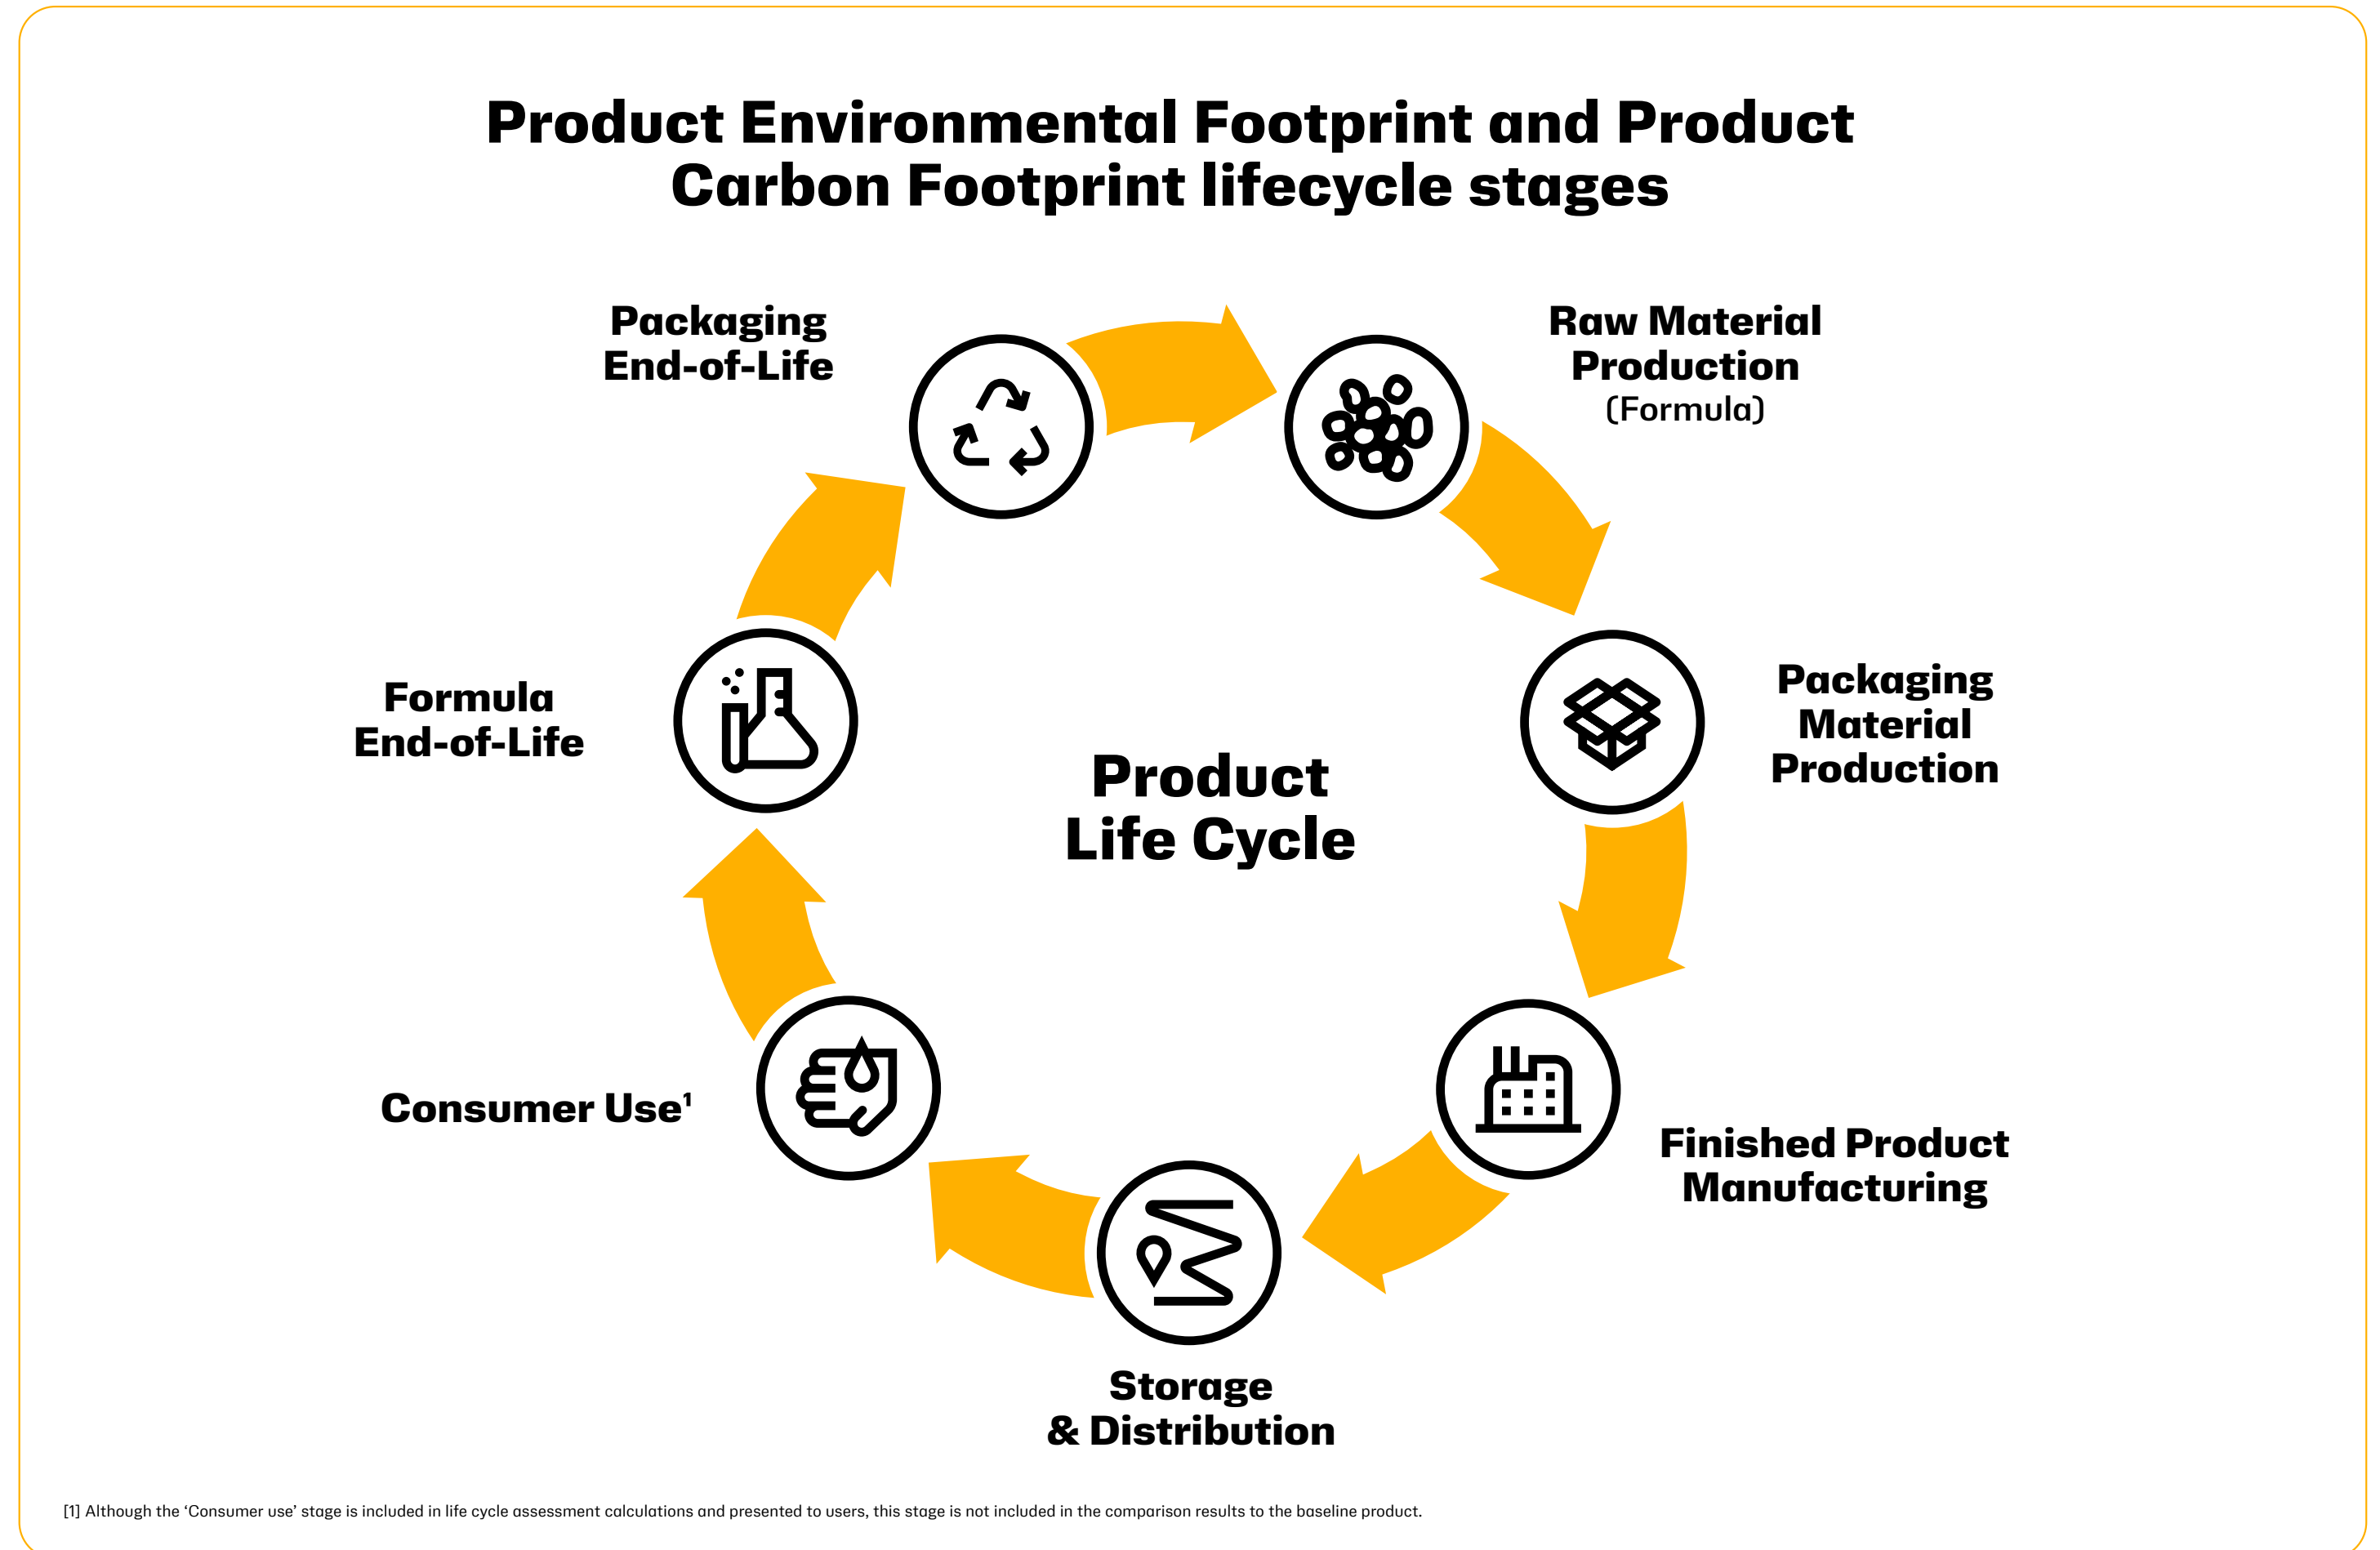 Product Environmental Footprint and Product
Carbon Footprint lifecycle stages
Packaging
End-of-Life
Raw Material
Production
(Formula)
Packaging
Material
Production
Formula
End-of-Life
Product
Life Cycle
Consumer Use¹
Finished Product
Manufacturing
Storage
& Distribution
[1] Although the ‘Consumer use’ stage is included in life cycle assessment calculations and presented to users, this stage is not included in the comparison results to the baseline product.